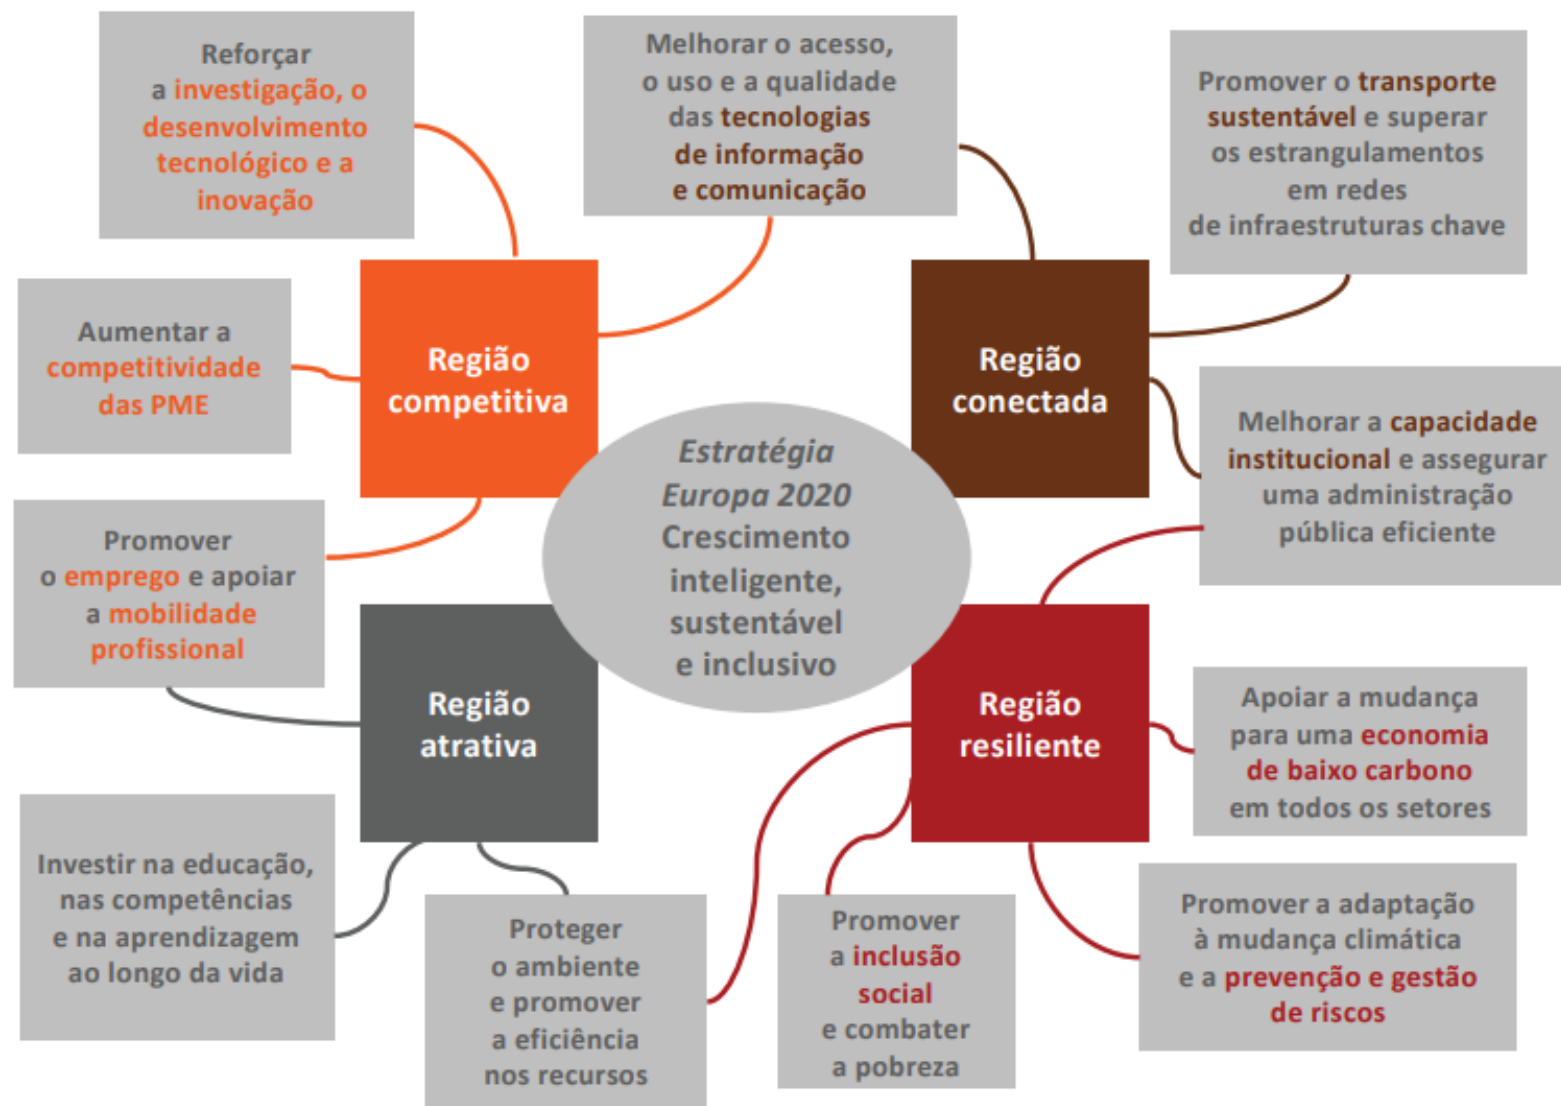 Reforçar
a investigação, o
desenvolvimento
tecnológico e a
inovação
Melhorar o acesso,
o uso e a qualidade
das tecnologias
de informação
e comunicação
Promover o transporte
sustentável e superar
os estrangulamentos
em redes
de infraestruturas chave
Aumentar a
competitividade
das PME
Região
competitiva
Região
conectada
Melhorar a capacidade
institucional e assegurar
uma administração
pública eficiente
Estratégia
Europa 2020
Crescimento
inteligente,
sustentável
e inclusivo
Promover
o emprego e apoiar
a mobilidade
profissional
Região
atrativa
Região
resiliente
Apoiar a mudança
para uma economia
de baixo carbono
em todos os setores
Investir na educação,
nas competências
e na aprendizagem
ao longo da vida
Proteger
o ambiente
e promover
a eficiência
nos recursos
Promover
a inclusão
social
e combater
a pobreza
Promover a adaptação
à mudança climática
e a prevenção e gestão
de riscos